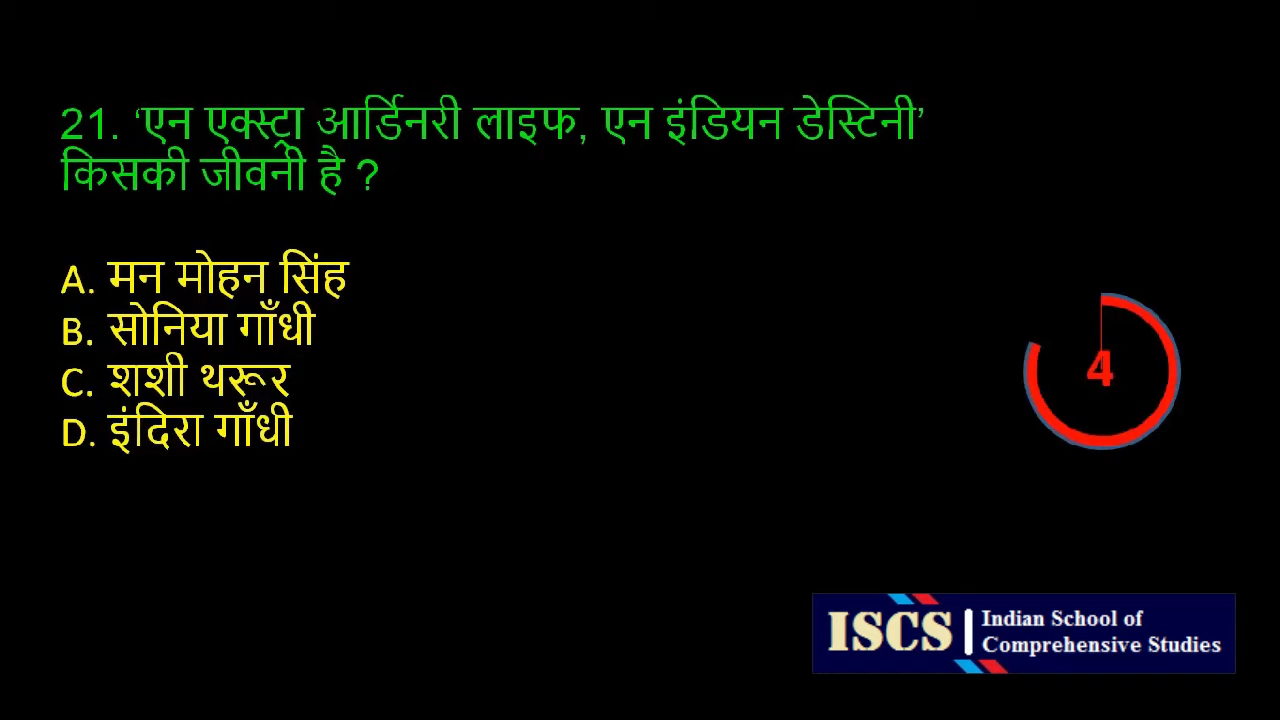 21. ‘एन एक्स्ट्रा आर्डिनरी लाइफ, एन इंडियन डेस्टिनी’
किसकी जीवनी है ?
A. मन मोहन सिंह
B. सोनिया गाँधी
C. शशी थरूर
D. इंदिरा गाँधी
4
ISCS
Indian School of
Comprehensive Studies